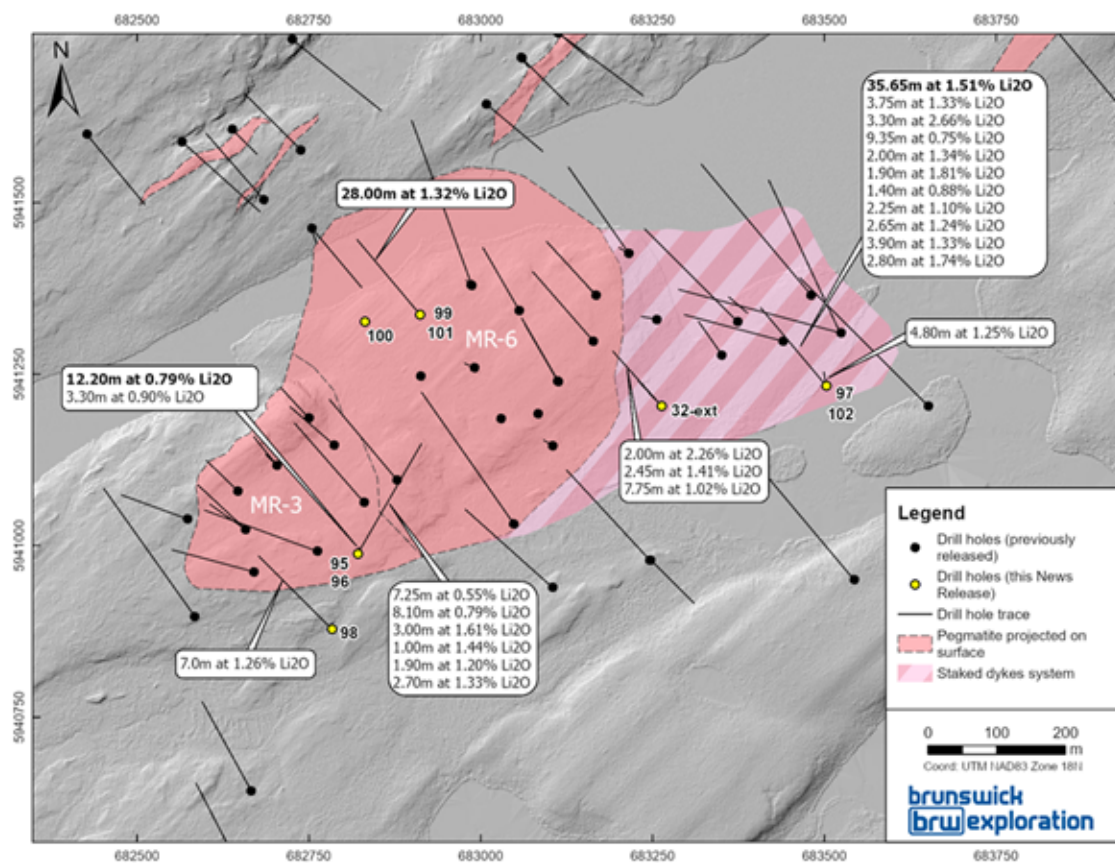 682500 682750 683000 683250 683500 683750
N
5941500
5941250
5941000
5940750
35.65m at 1.51% Li2O
3.75m at 1.33% Li2O
3.30m at 2.66% Li2O
9.35m at 0.75% Li2O
2.00m at 1.34% Li2O
1.90m at 1.81% Li2O
1.40m at 0.88% Li2O
2.25m at 1.10% Li2O
2.65m at 1.24% Li2O
3.90m at 1.33% Li2O
2.80m at 1.74% Li2O
28.00m at 1.32% Li2O
99
100
101
MR-6
4.80m at 1.25% Li2O
12.20m at 0.79% Li2O
3.30m at 0.90% Li2O
97
102
32-ext
2.00m at 2.26% Li2O
2.45m at 1.41% Li2O
7.75m at 1.02% Li2O
MR-3
95
96
7.25m at 0.55% Li2O
8.10m at 0.79% Li2O
3.00m at 1.61% Li2O
1.00m at 1.44% Li2O
1.90m at 1.20% Li2O
2.70m at 1.33% Li2O
98
7.0m at 1.26% Li2O
Legend
Drill holes (previously
released)
Drill holes (this News
Release)
Drill hole trace
Pegmatite projected on
surface
Staked dykes system
0 100 200
m
Coord: UTM NAD83 Zone 18N
brunswick
brw exploration
682500 682750 683000 683250 683500 683750